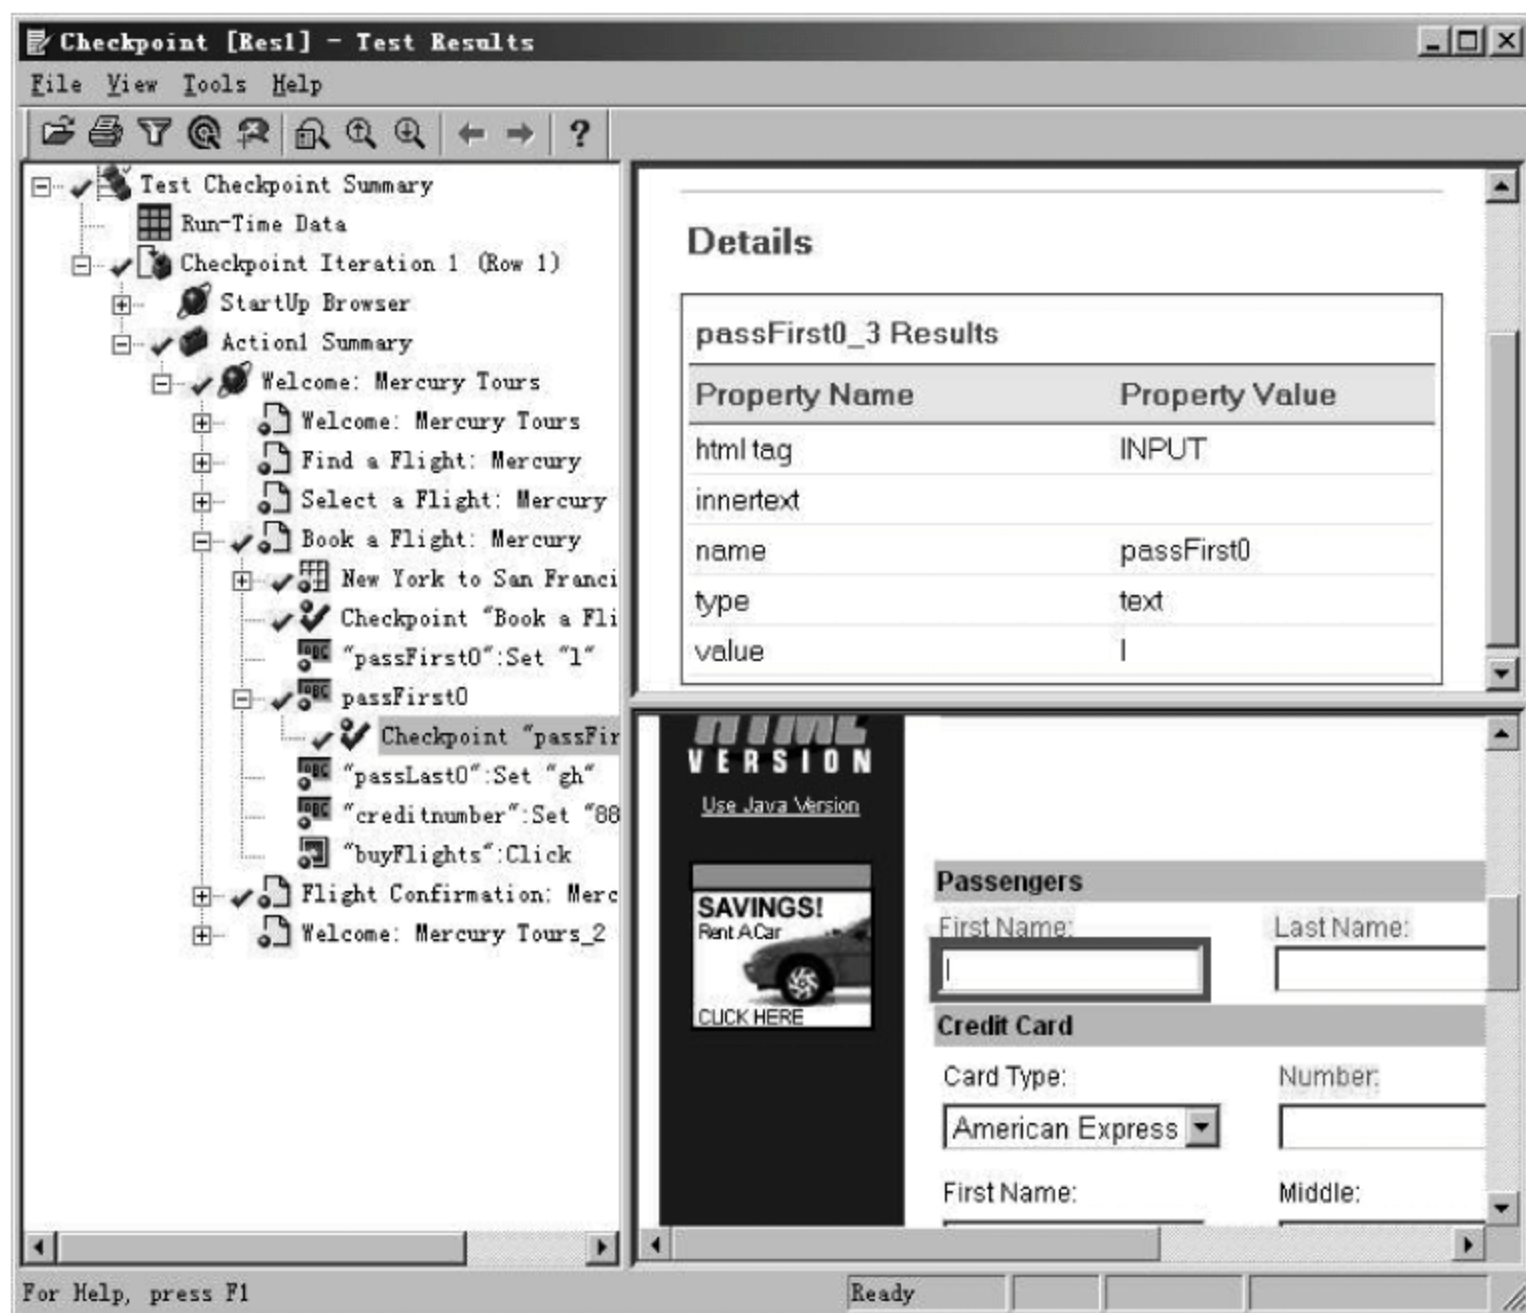 Checkpoint [Res1] - Test Results
File View Tools Help
Test Checkpoint Summary
Run-Time Data
Checkpoint Iteration 1 (Row 1)
StartUp Browser
Action1 Summary
Welcome: Mercury Tours
Welcome: Mercury Tours
Find a Flight: Mercury
Select a Flight: Mercury
Book a Flight: Mercury
New York to San Franci
Checkpoint "Book a Fli
"passFirst0":Set "l"
passFirst0
Checkpoint "passFir
"passLast0":Set "gh"
"creditnumber":Set "88
"buyFlights":Click
Flight Confirmation: Merc
Welcome: Mercury Tours_2
Details
passFirst0_3 Results
Property Name Property Value
html tag INPUT
innertext
name passFirst0
type text
value l
HTML
VERSION
Use Java Version
SAVINGS!
Rent A Car
CLICK HERE
Passengers
First Name: Last Name:
l
Credit Card
Card Type: Number:
American Express
First Name: Middle:
For Help, press F1
Ready